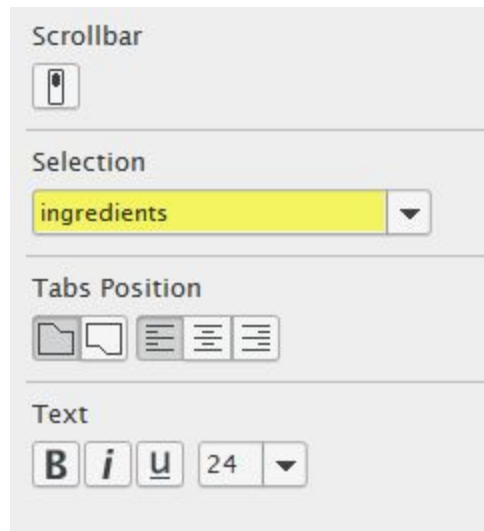 Scrollbar
Selection
ingredients
Tabs Position
Text
B i u 24